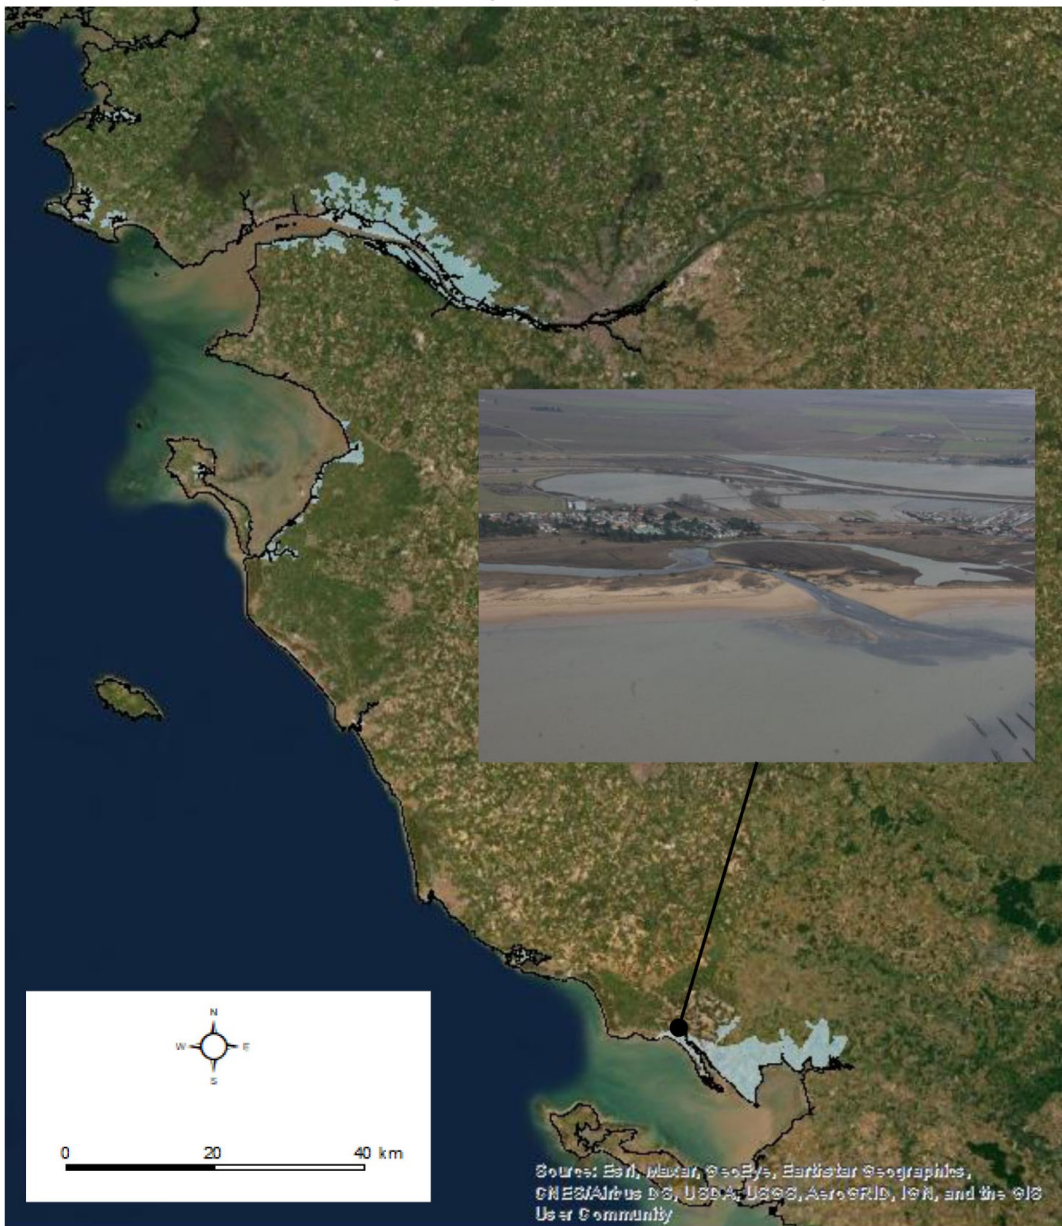 N
W E
S
0 20 40 km
Source: Esri, Maxar, GeoEye, Earthstar Geographics,
CNES/Airbus DS, USDA, USGS, AeroGRID, IGN, and the GIS
User Community